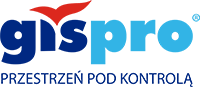 gispro®
PRZESTRZEŃ POD KONTROLĄ